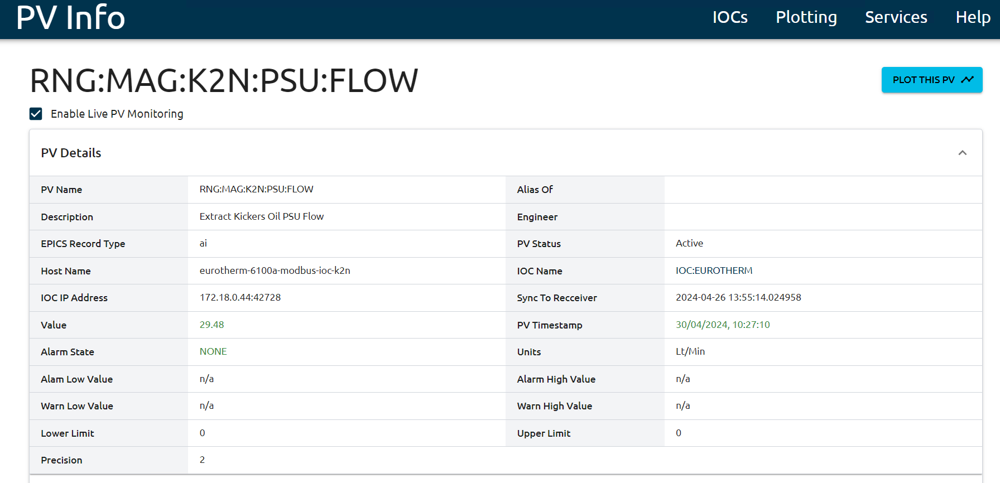 PV Info IOCs Plotting Services Help
RNG:MAG:K2N:PSU:FLOW
PLOT THIS PV
Enable Live PV Monitoring
PV Details
PV Name RNG:MAG:K2N:PSU:FLOW Alias Of
Description Extract Kickers Oil PSU Flow Engineer
EPICS Record Type ai PV Status Active
Host Name eurotherm-6100a-modbus-ioc-k2n IOC Name IOC:EUROTHERM
IOC IP Address 172.18.0.44:42728 Sync To Recceiver 2024-04-26 13:55:14.024958
Value 29.48 PV Timestamp 30/04/2024, 10:27:10
Alarm State NONE Units Lt/Min
Alam Low Value n/a Alarm High Value n/a
Warn Low Value n/a Warn High Value n/a
Lower Limit 0 Upper Limit 0
Precision 2